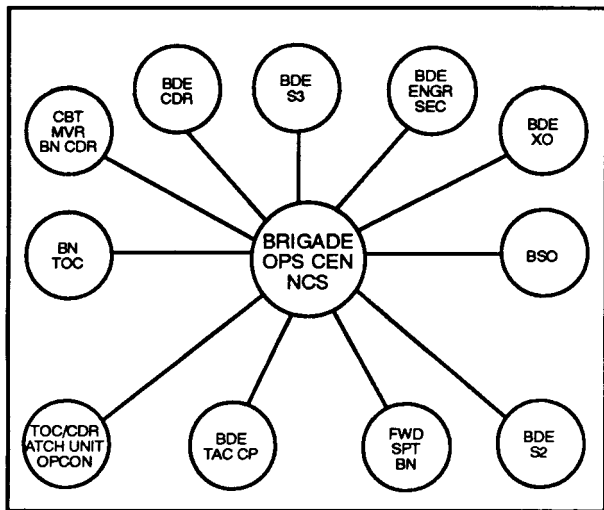 BDE
CDR
BDE
S3
BDE
ENGR
SEC
CBT
MVR
BN CDR
BDE
XO
BRIGADE
OPS CEN
NCS
BN
TOC
BSO
TOC/CDR
ATCH UNIT
OPCON
BDE
TAC CP
FWD
SPT
BN
BDE
S2